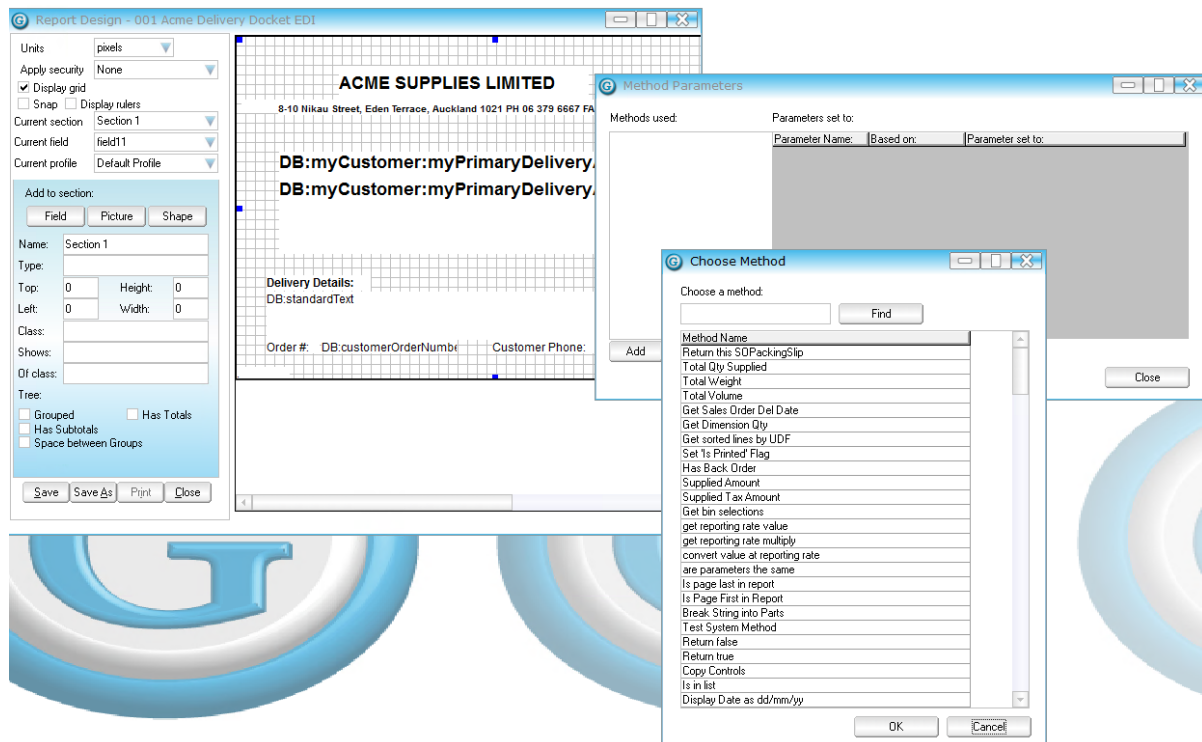 Report Design - 001 Acme Delivery Docket EDI
Units pixels
Apply security None
Display grid
Snap Display rulers
Current section Section 1
Current field field11
Current profile Default Profile
Add to section:
Field Picture Shape
Name: Section 1
Type:
Top: 0 Height: 0
Left: 0 Width: 0
Class:
Shows:
Of class:
Tree:
Grouped Has Totals
Has Subtotals
Space between Groups
Save Save As Print Close
ACME SUPPLIES LIMITED
8-10 Nikau Street, Eden Terrace, Auckland 1021 PH 06 379 6667 FA
DB:myCustomer:myPrimaryDelivery
DB:myCustomer:myPrimaryDelivery
Delivery Details:
DB:standardText
Order #: DB:customerOrderNumbe Customer Phone:
Method Parameters
Methods used: Parameters set to:
Parameter Name: Based on: Parameter set to:
Add
Close
Choose Method
Choose a method:
Find
Method Name
Return this SOPackingSlip
Total Qty Supplied
Total Weight
Total Volume
Get Sales Order Del Date
Get Dimension Qty
Get sorted lines by UDF
Set 'Is Printed' Flag
Has Back Order
Supplied Amount
Supplied Tax Amount
Get bin selections
get reporting rate value
get reporting rate multiply
convert value at reporting rate
are parameters the same
Is page last in report
Is Page First in Report
Break String into Parts
Test System Method
Return false
Return true
Copy Controls
Is in list
Display Date as dd/mm/yy
OK Cancel
G